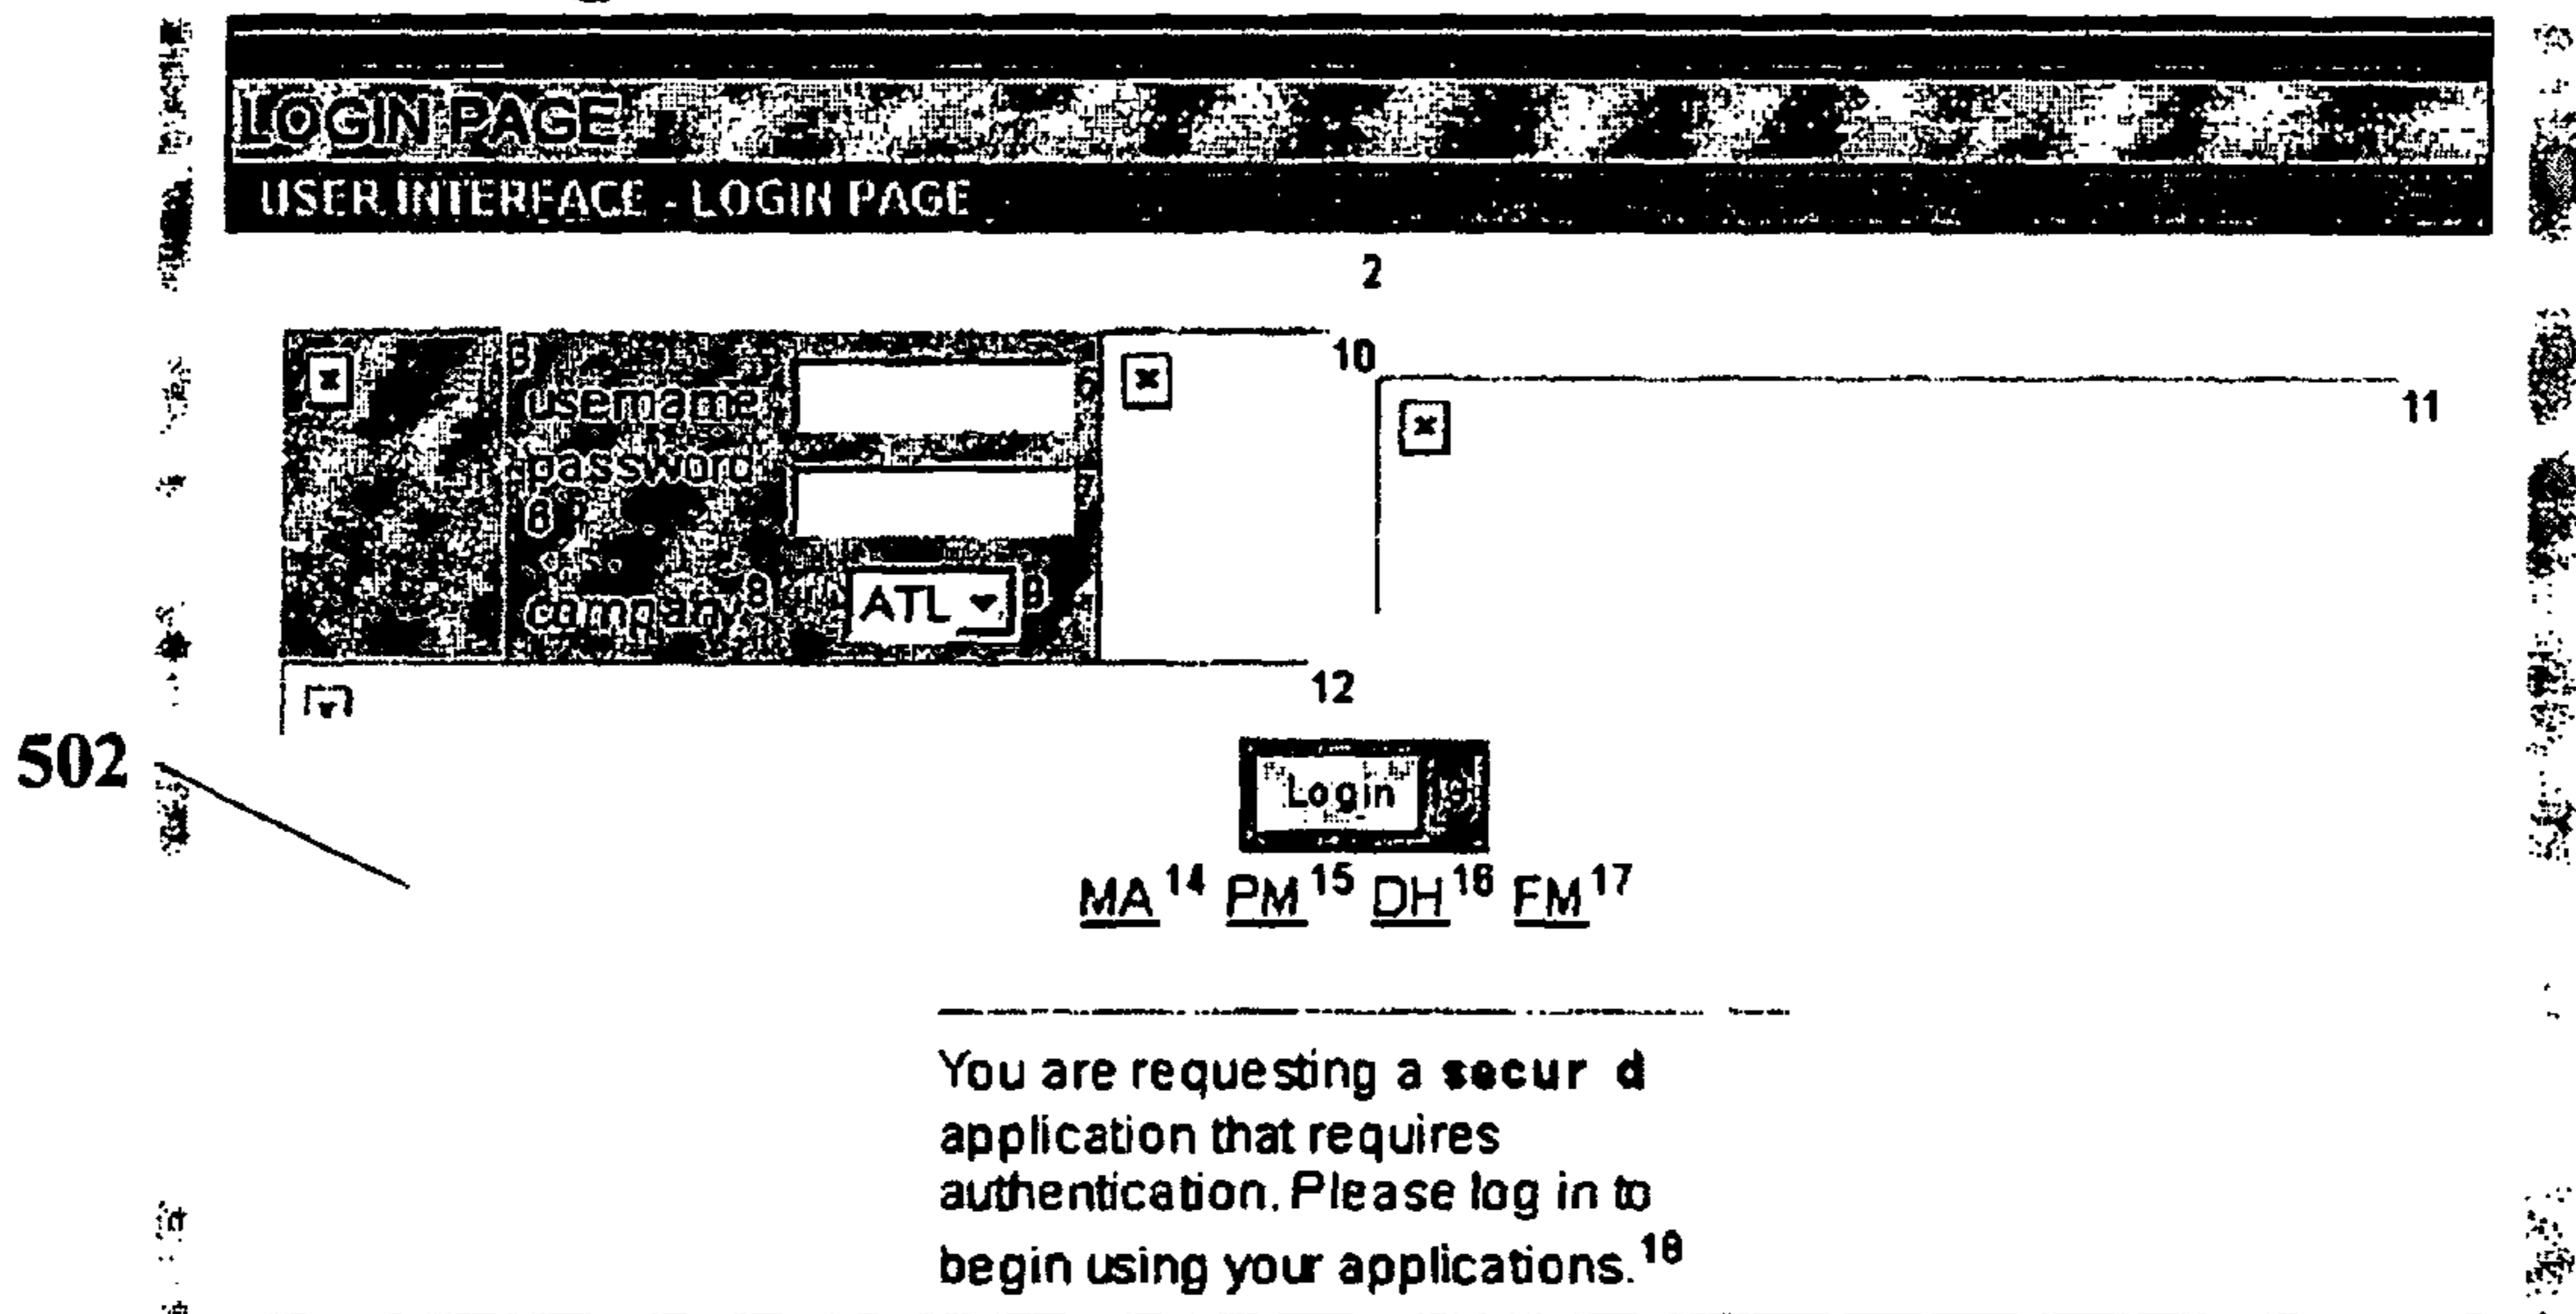 LOGIN PAGE
USER INTERFACE - LOGIN PAGE
2
10
11
username
password
company 8
ATL
12
502
Login
MA 14 PM 15 DH 16 FM 17
You are requesting a secur d
application that requires
authentication. Please log in to
begin using your applications. 18